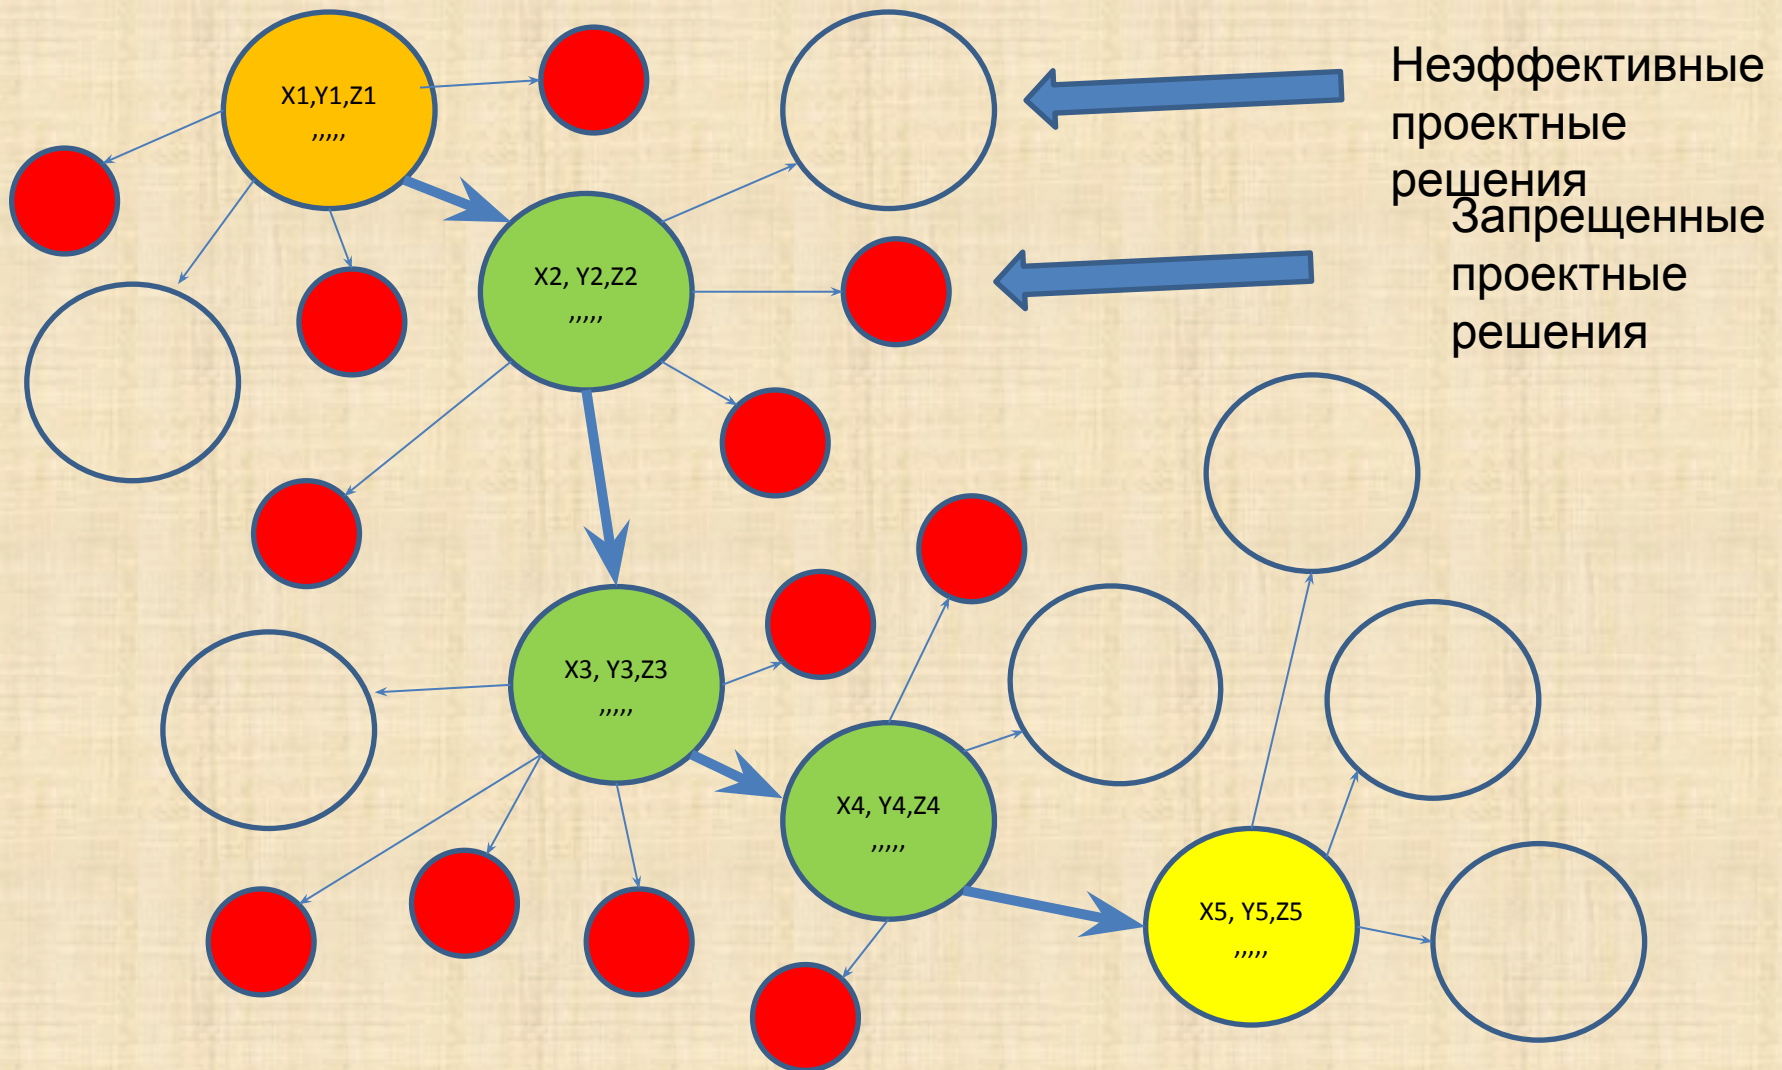 X1,Y1,Z1
,,,,,
Неэффективные
проектные
решения
Запрещенные
проектные
решения
X2, Y2,Z2
,,,,,
X3, Y3,Z3
,,,,,
X4, Y4,Z4
,,,,,
X5, Y5,Z5
,,,,,